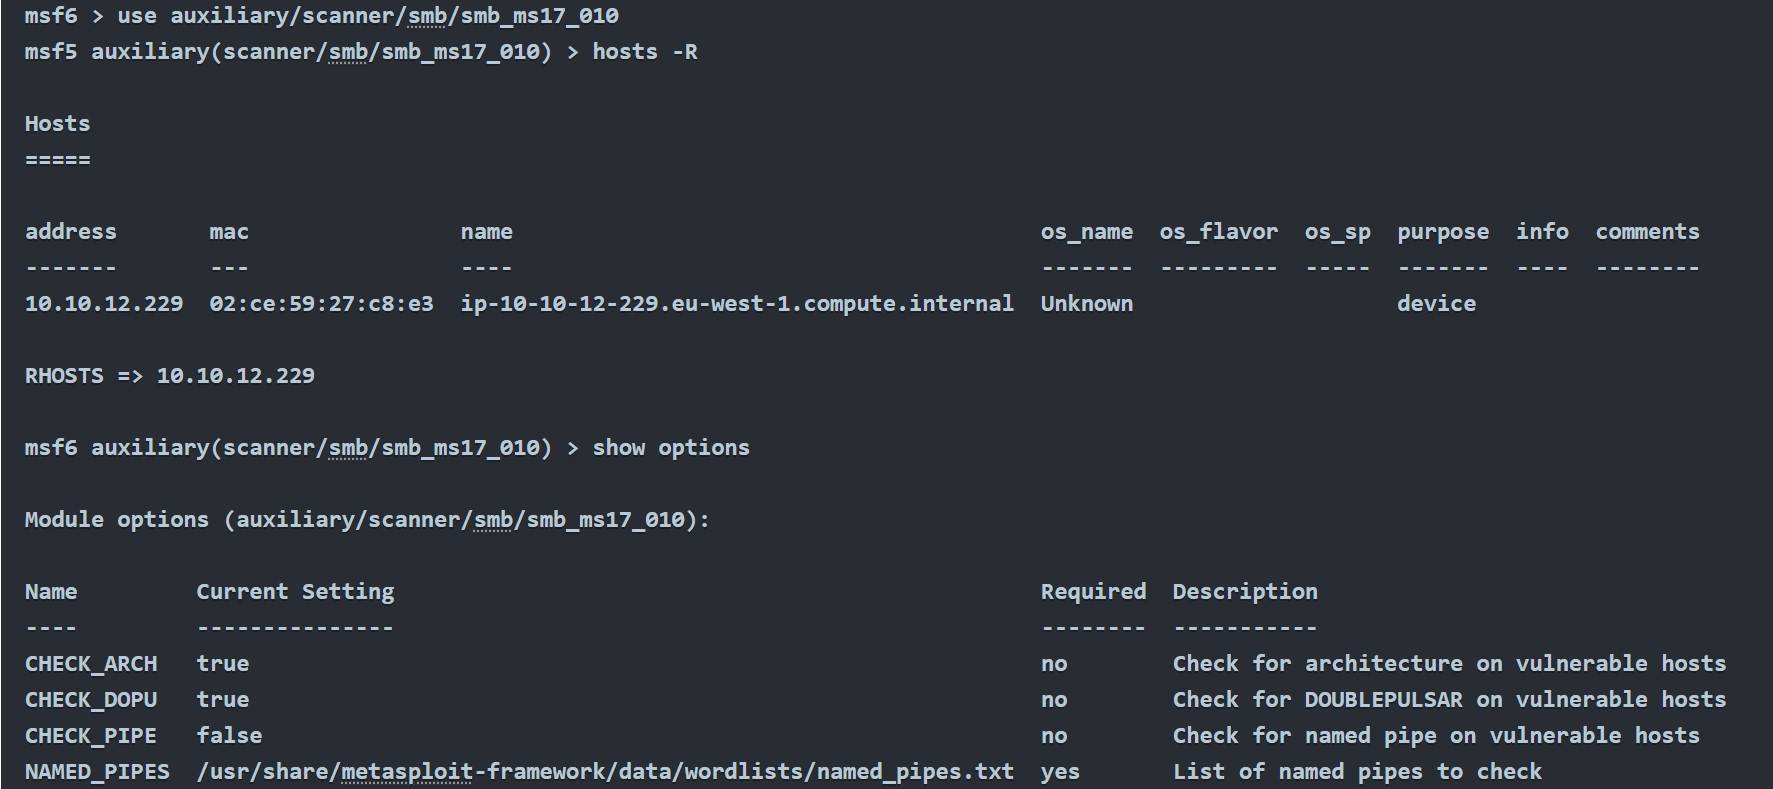 msf6 > use auxiliary/scanner/smb/smb_ms17_010
msf5 auxiliary(scanner/smb/smb_ms17_010) > hosts -R
Hosts
=====
address       mac                name                                        os_name  os_flavor  os_sp  purpose  info  comments
-------       ---                ----                                        -------  ---------  -----  -------  ----  --------
10.10.12.229  02:ce:59:27:c8:e3  ip-10-10-12-229.eu-west-1.compute.internal  Unknown                    device
RHOSTS => 10.10.12.229
msf6 auxiliary(scanner/smb/smb_ms17_010) > show options
Module options (auxiliary/scanner/smb/smb_ms17_010):
Name         Current Setting                                                 Required  Description
----         ---------------                                                 --------  -----------
CHECK_ARCH   true                                                            no        Check for architecture on vulnerable hosts
CHECK_DOPU   true                                                            no        Check for DOUBLEPULSAR on vulnerable hosts
CHECK_PIPE   false                                                           no        Check for named pipe on vulnerable hosts
NAMED_PIPES  /usr/share/metasploit-framework/data/wordlists/named_pipes.txt  yes       List of named pipes to check